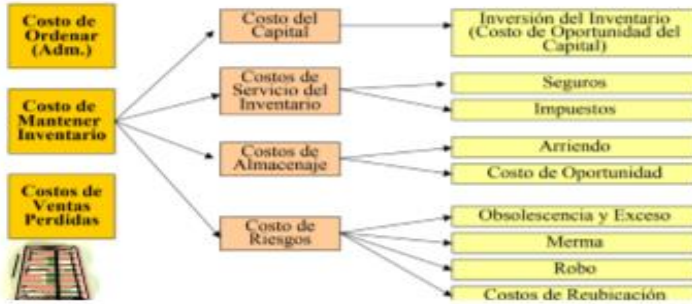 Costo de
Ordenar
(Adm.)
Costo de
Mantener
Inventario
Costos de
Ventas
Perdidas
Costo del
Capital
Costos de
Servicio del
Inventario
Costos de
Almacenaje
Costo de
Riesgos
Inversión del Inventario
(Costo de Oportunidad del
Capital)
Seguros
Impuestos
Arriendo
Costo de Oportunidad
Obsolescencia y Exceso
Merma
Robo
Costos de Reubicación